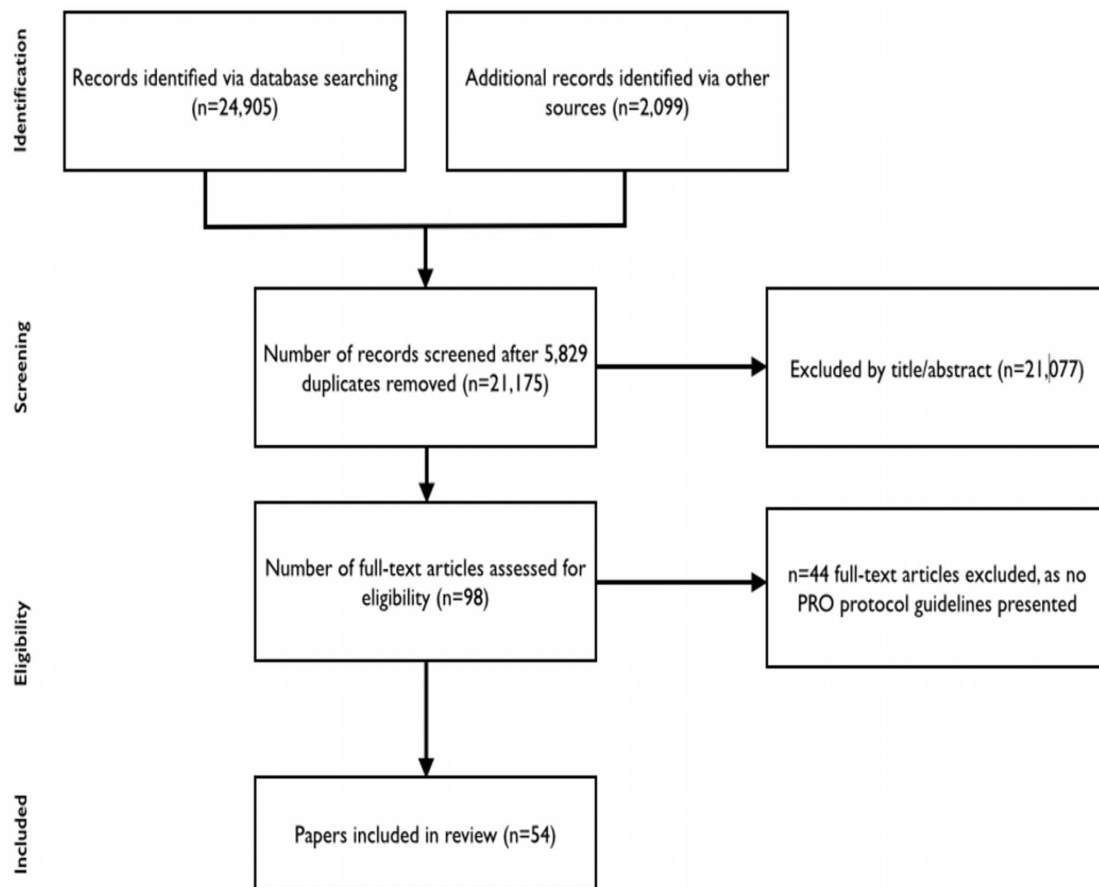 Identification
Records identified via database searching
(n=24,905)
Additional records identified via other
sources (n=2,099)
Screening
Number of records screened after 5,829
duplicates removed (n=21,175)
Excluded by title/abstract (n=21,077)
Eligibility
Number of full-text articles assessed for
eligibility (n=98)
n=44 full-text articles excluded, as no
PRO protocol guidelines presented
Included
Papers included in review (n=54)